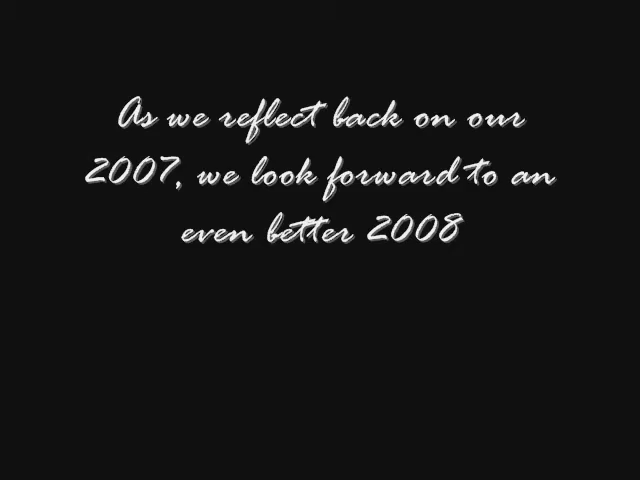 As we reflect back on our
2007, we look forward to an
even better 2008